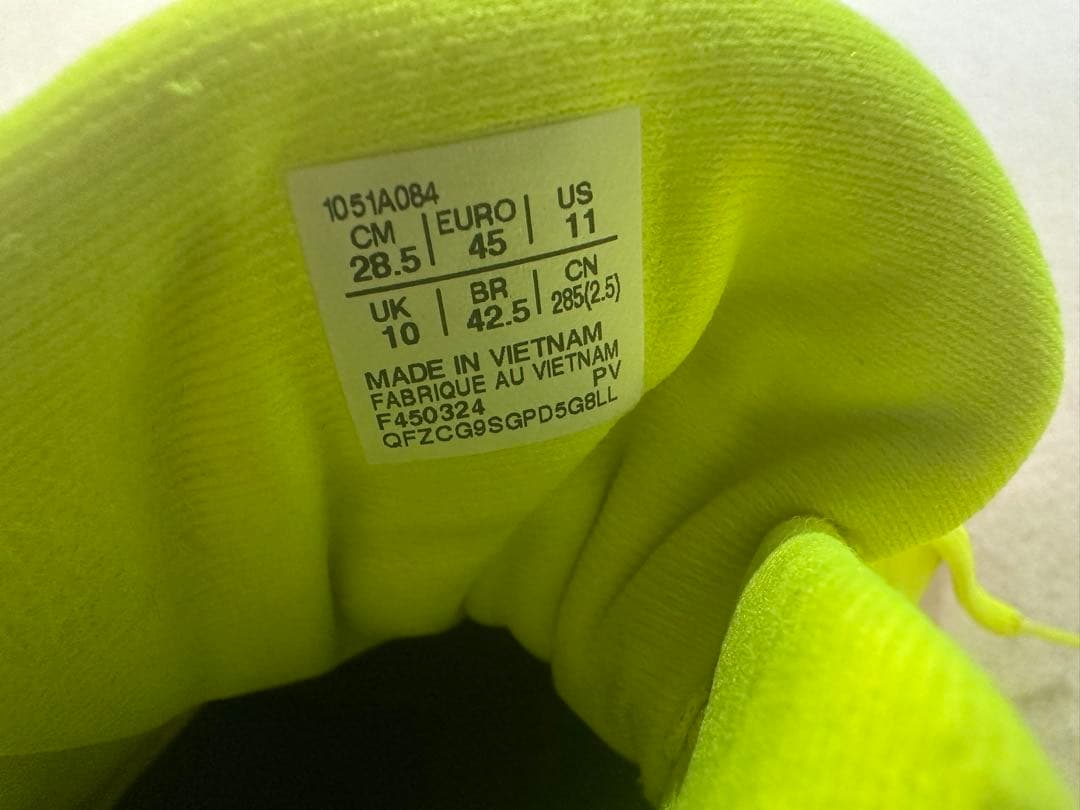 1051A084
CM | EURO | US
28.5 | 45 | 11
UK | BR | CN
10 | 42.5 | 285(2.5)
MADE IN VIETNAM
FABRIQUE AU VIETNAM
PV
F450324
QFZCG9SGPD5G8LL